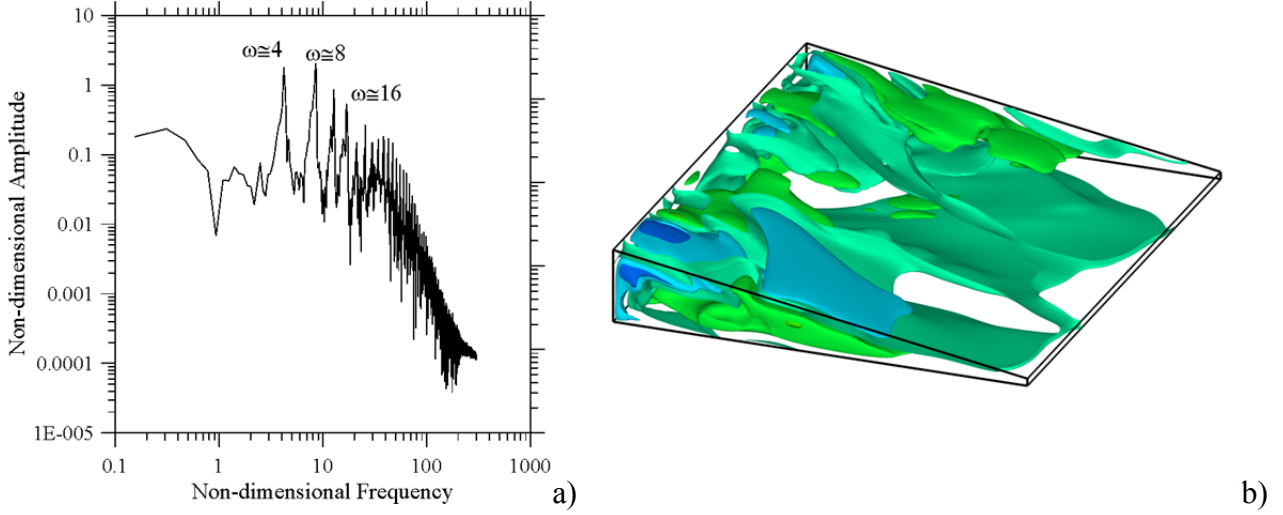 10
1
0.1
0.01
0.001
0.0001
1E-005
Non-dimensional Amplitude
ω≅4
ω≅8
ω≅16
0.1 1 10 100 1000
Non-dimensional Frequency
a)
b)